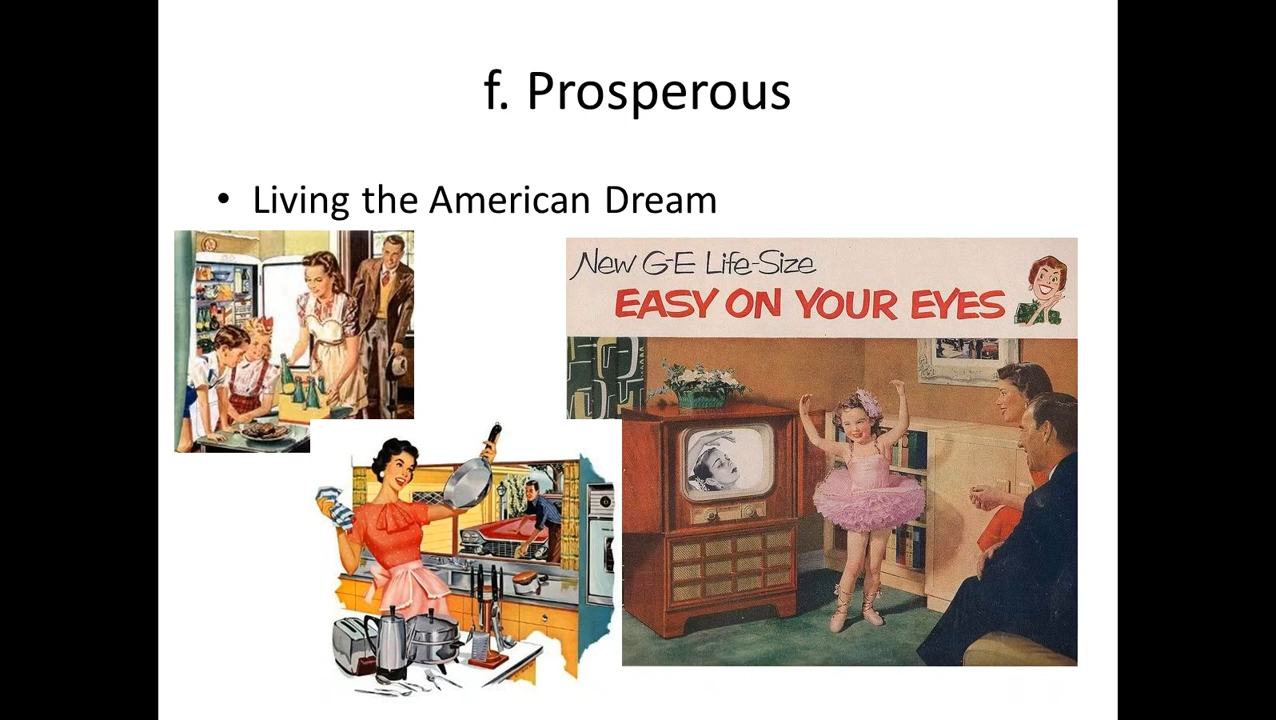 f. Prosperous
• Living the American Dream
New G-E Life-Size
EASY ON YOUR EYES